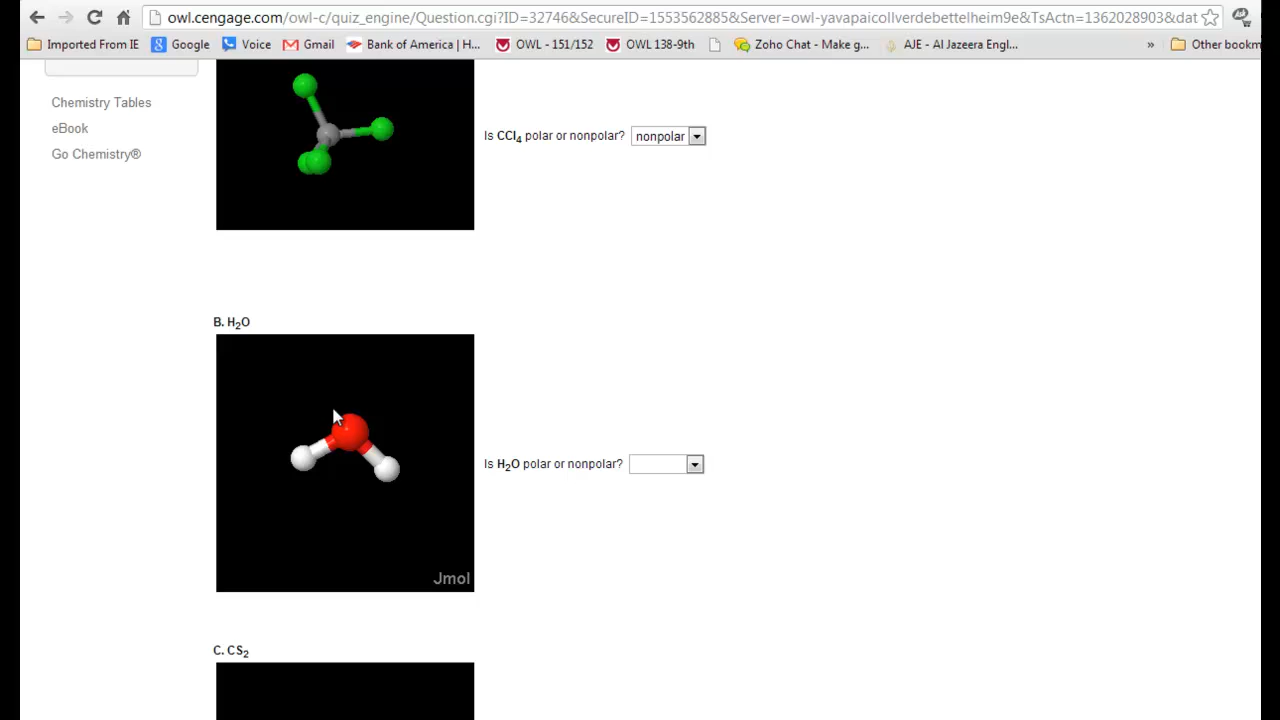 owl.cengage.com/owl-c/quiz_engine/Question.cgi?ID=32746&SecureID=1553562885&Server=owl-yavapaicollverdebettelheim9e&TsActn=1362028903&dat
Imported From IE Google Voice Gmail Bank of America | H... OWL - 151/152 OWL 138-9th Zoho Chat - Make g... AJE - Al Jazeera Engl... » Other bookm
Chemistry Tables
eBook
Go Chemistry®
Is CCl4 polar or nonpolar? nonpolar
B. H2O
Is H2O polar or nonpolar?
Jmol
C. CS2